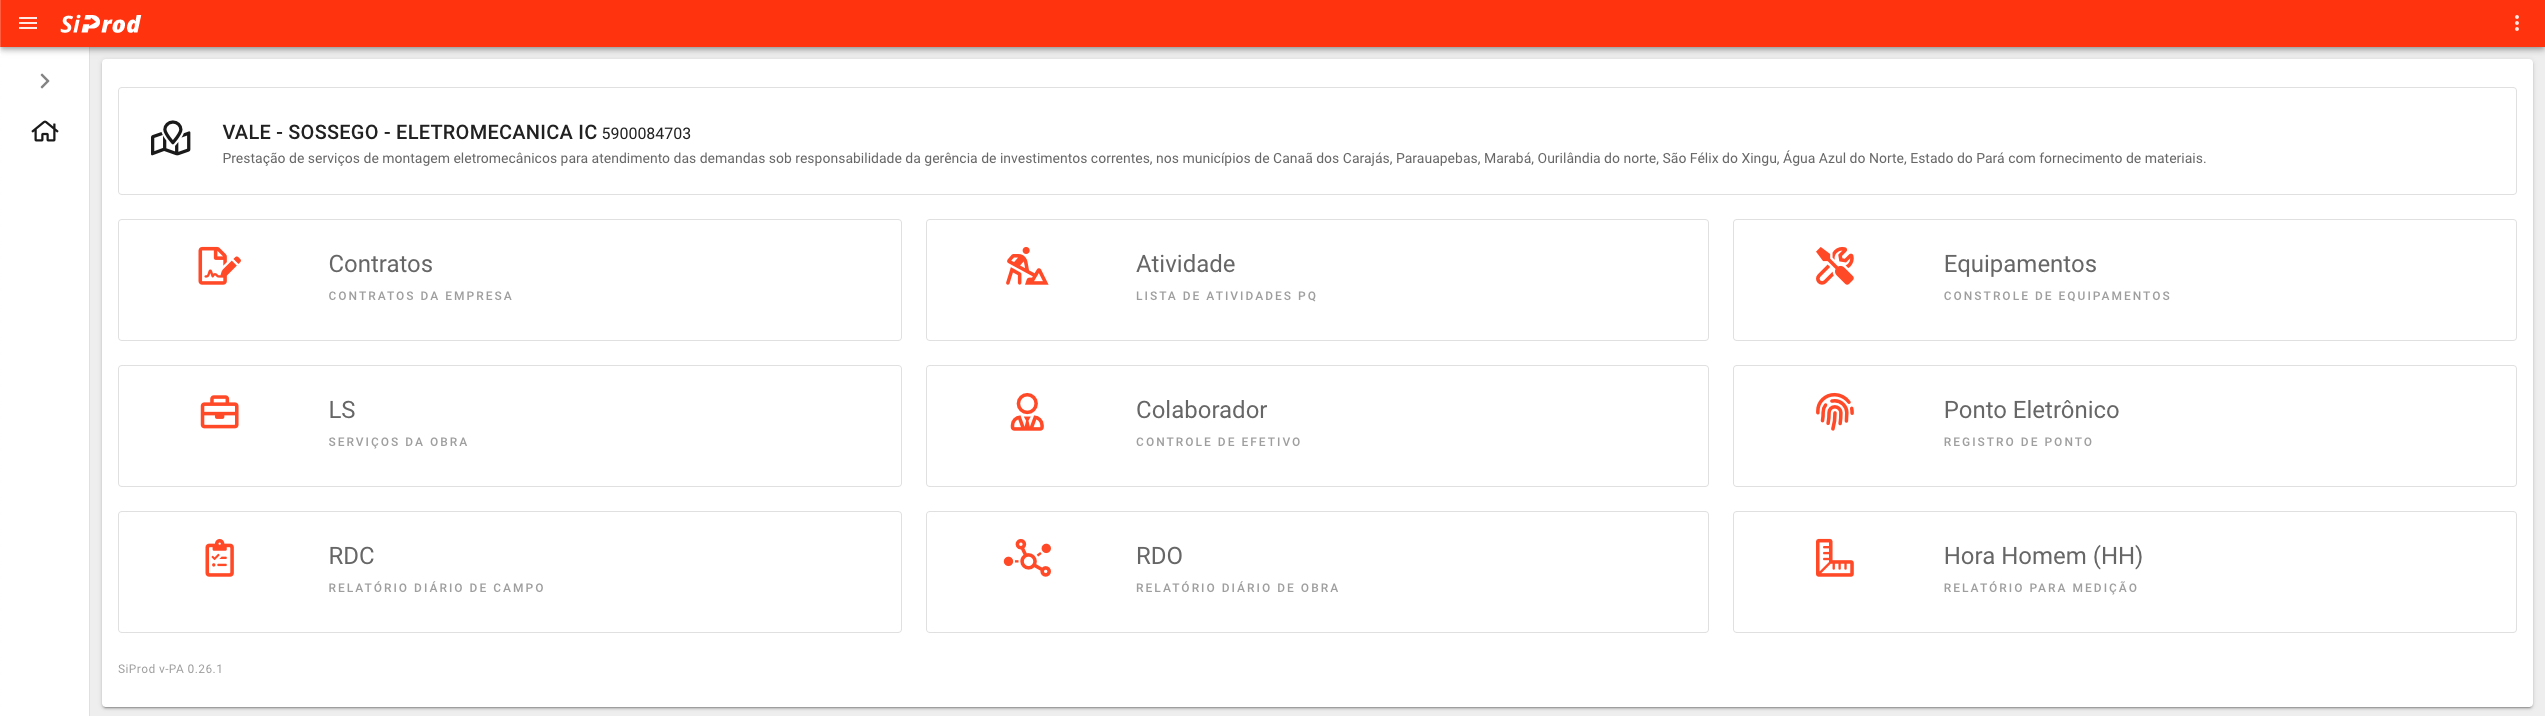 SiProd
VALE - SOSSEGO - ELETROMECANICA IC 5900084703
Prestação de serviços de montagem eletromecânicos para atendimento das demandas sob responsabilidade da gerência de investimentos correntes, nos municípios de Canaã dos Carajás, Parauapebas, Marabá, Ourilândia do norte, São Félix do Xingu, Água Azul do Norte, Estado do Pará com fornecimento de materiais.
Contratos
CONTRATOS DA EMPRESA
Atividade
LISTA DE ATIVIDADES PQ
Equipamentos
CONSTROLE DE EQUIPAMENTOS
LS
SERVIÇOS DA OBRA
Colaborador
CONTROLE DE EFETIVO
Ponto Eletrônico
REGISTRO DE PONTO
RDC
RELATÓRIO DIÁRIO DE CAMPO
RDO
RELATÓRIO DIÁRIO DE OBRA
Hora Homem (HH)
RELATÓRIO PARA MEDIÇÃO
SiProd v-PA 0.26.1